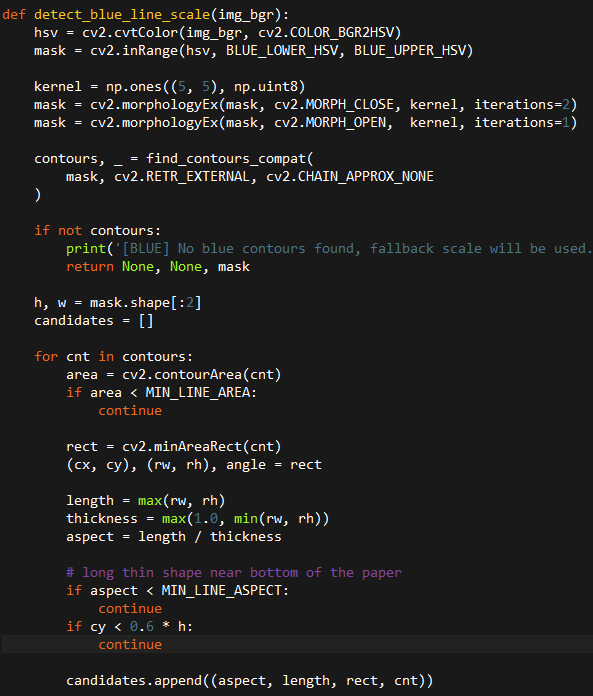 def detect_blue_line_scale(img_bgr):
    hsv = cv2.cvtColor(img_bgr, cv2.COLOR_BGR2HSV)
    mask = cv2.inRange(hsv, BLUE_LOWER_HSV, BLUE_UPPER_HSV)

    kernel = np.ones((5, 5), np.uint8)
    mask = cv2.morphologyEx(mask, cv2.MORPH_CLOSE, kernel, iterations=2)
    mask = cv2.morphologyEx(mask, cv2.MORPH_OPEN,  kernel, iterations=1)

    contours, _ = find_contours_compat(
        mask, cv2.RETR_EXTERNAL, cv2.CHAIN_APPROX_NONE
    )

    if not contours:
        print('[BLUE] No blue contours found, fallback scale will be used.
        return None, None, mask

    h, w = mask.shape[:2]
    candidates = []

    for cnt in contours:
        area = cv2.contourArea(cnt)
        if area < MIN_LINE_AREA:
            continue

        rect = cv2.minAreaRect(cnt)
        (cx, cy), (rw, rh), angle = rect

        length = max(rw, rh)
        thickness = max(1.0, min(rw, rh))
        aspect = length / thickness

        # long thin shape near bottom of the paper
        if aspect < MIN_LINE_ASPECT:
            continue
        if cy < 0.6 * h:
            continue

        candidates.append((aspect, length, rect, cnt))